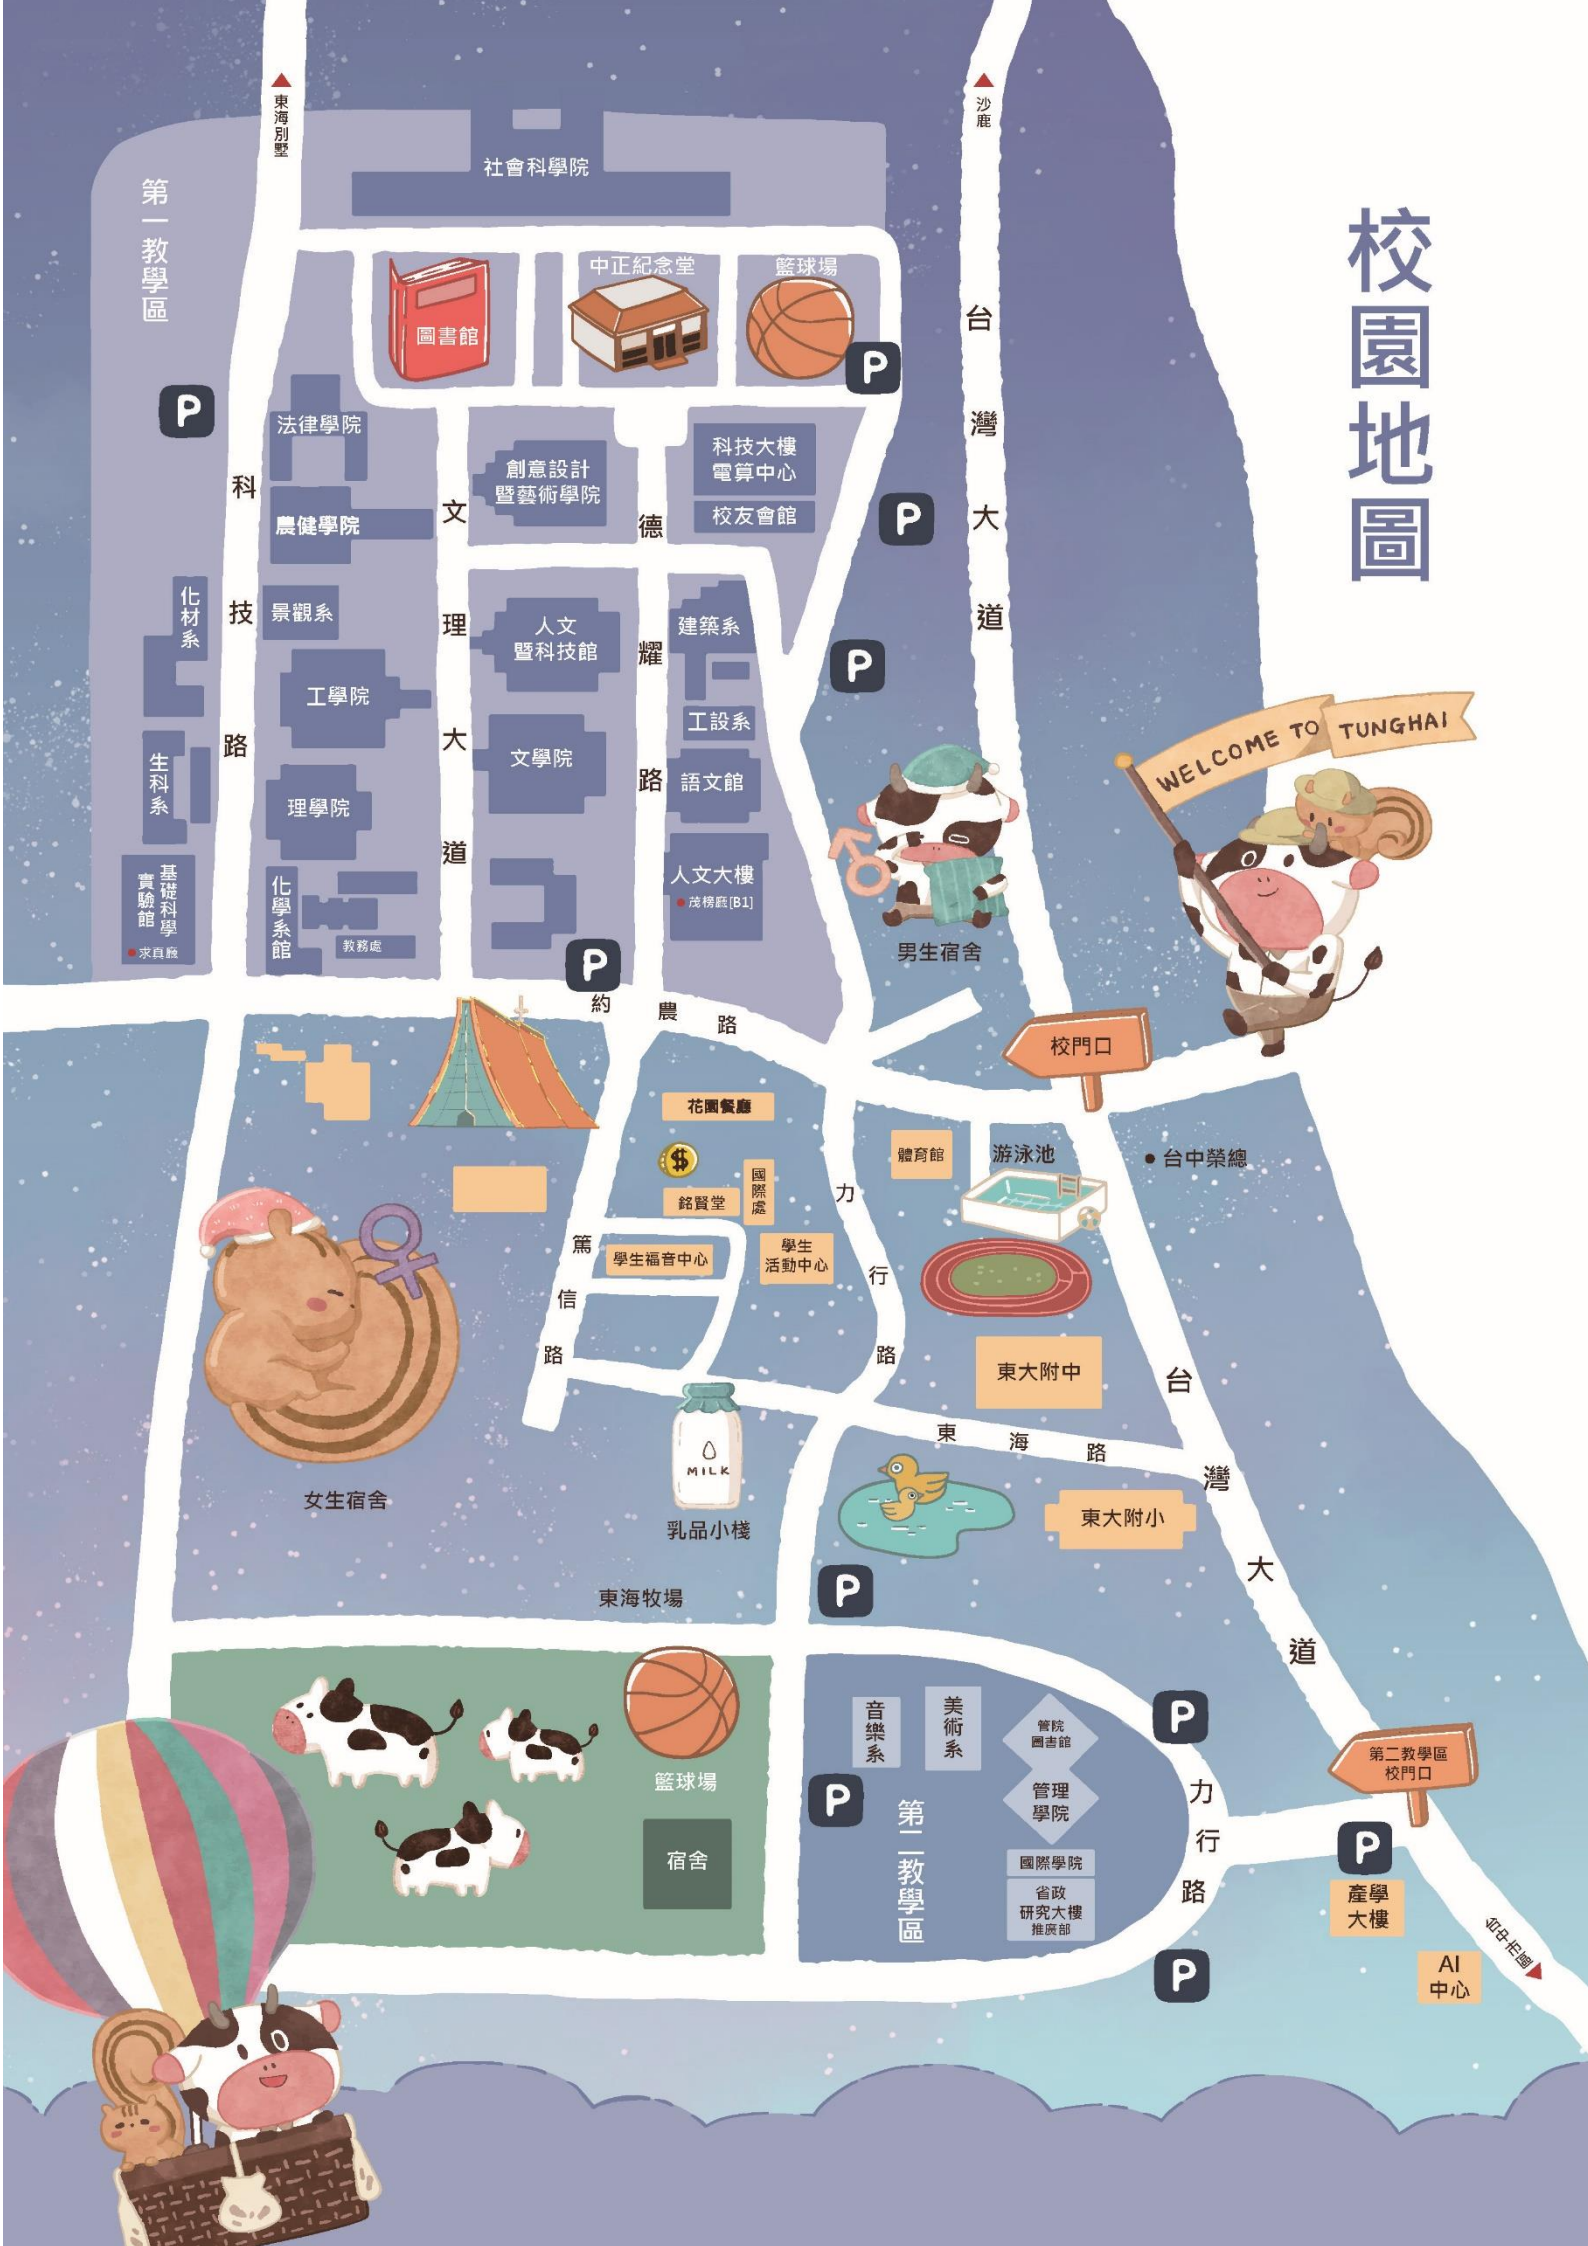 校園地圖
東海別墅
沙鹿
第一教學區
社會科學院
圖書館
中正紀念堂
籃球場
P
台灣大道
P
法律學院
科技大樓
電算中心
創意設計
暨藝術學院
科技路
文理大道
農健學院
德耀路
校友會館
P
化材系
景觀系
人文
暨科技館
建築系
P
工學院
工設系
WELCOME TO TUNGHAI
生科系
文學院
語文館
理學院
基礎科學
實驗館
求真廳
化學系館
教務處
人文大樓
茂榜廳[B1]
男生宿舍
P
約農路
校門口
花園餐廳
$
體育館
游泳池
台中榮總
國際處
銘賢堂
力行路
篤信路
學生福音中心
學生
活動中心
東大附中
台灣大道
東海路
MILK
女生宿舍
乳品小棧
東大附小
東海牧場
P
音樂系
美術系
管院
圖書館
P
第二教學區
校門口
籃球場
P
管理
學院
力行路
第二教學區
P
宿舍
國際學院
省政
研究大樓
推廣部
產學
大樓
台中市區
P
AI
中心